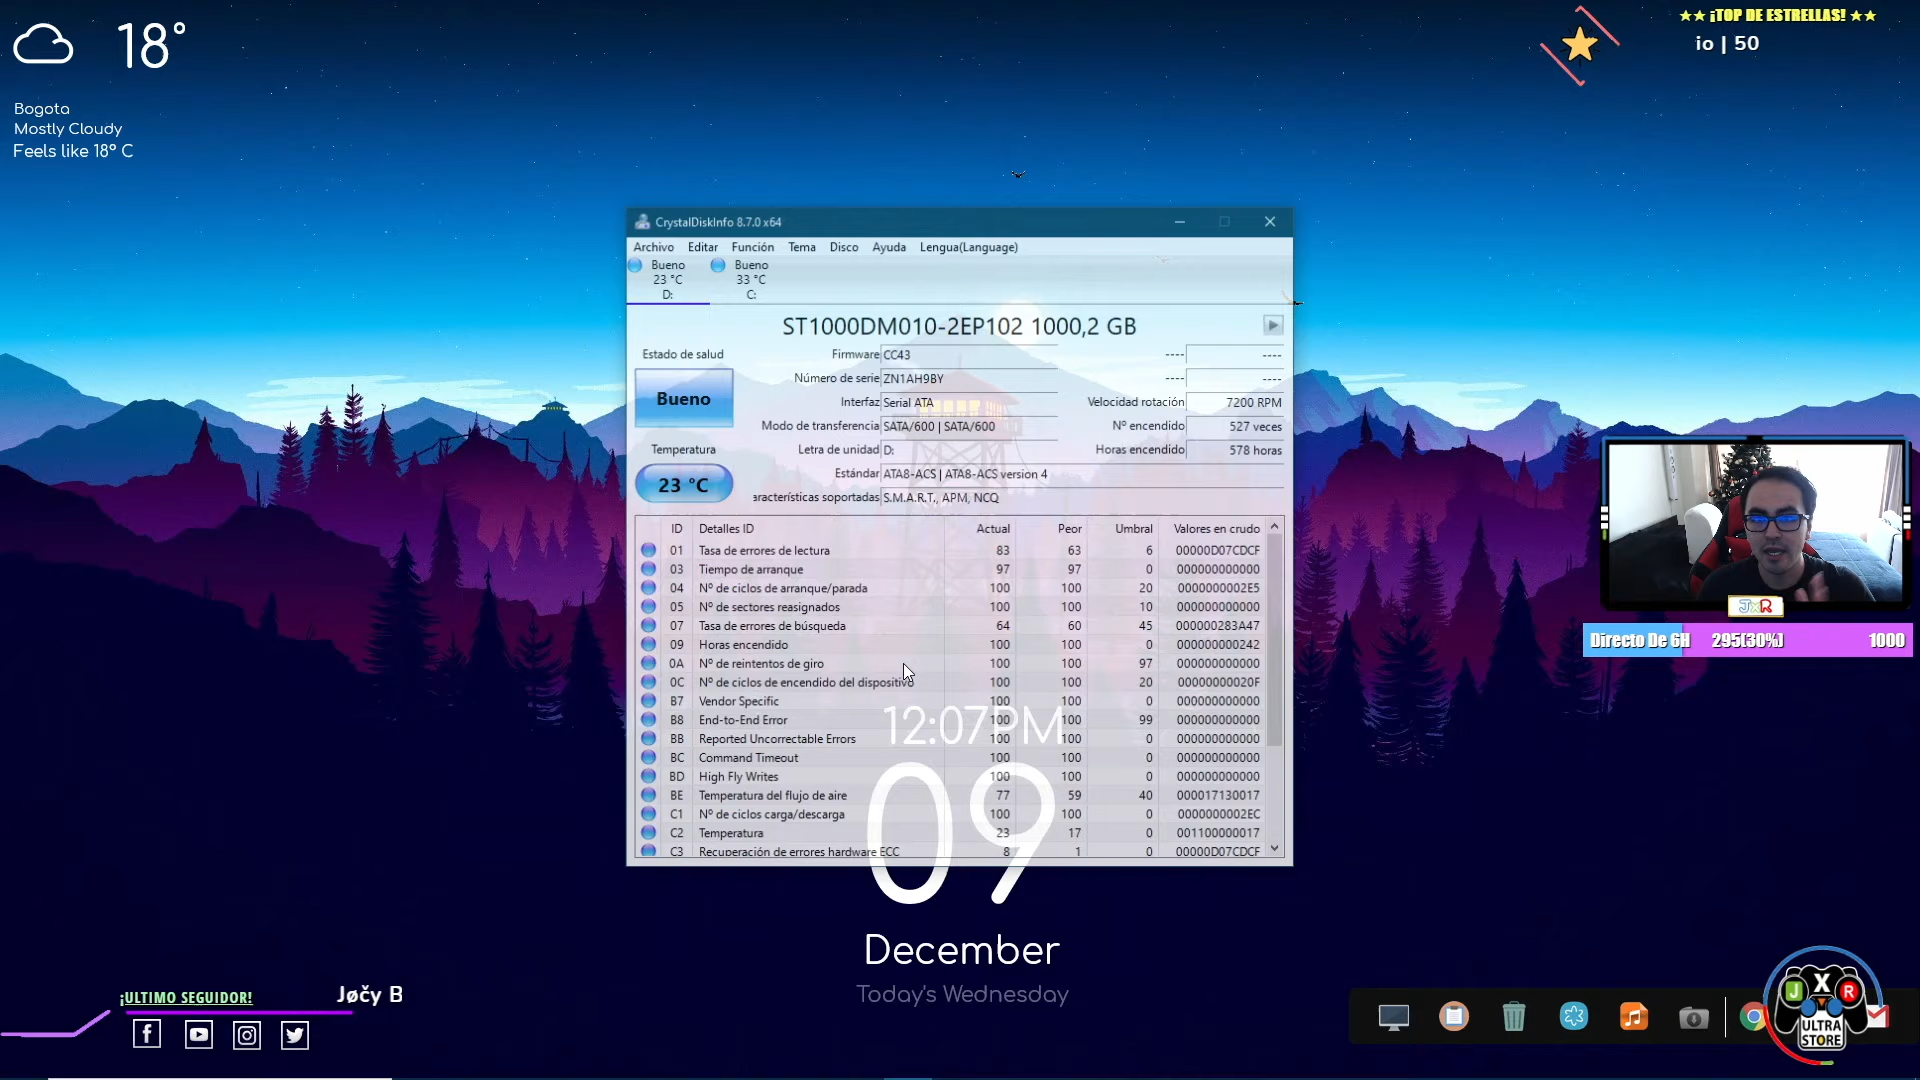 18°
Bogota
Mostly Cloudy
Feels like 18° C
★★ ¡TOP DE ESTRELLAS! ★★
io | 50
CrystalDiskInfo 8.7.0 x64
Archivo Editar Función Tema Disco Ayuda Lengua(Language)
Bueno Bueno
23 °C 33 °C
D: C:
ST1000DM010-2EP102 1000,2 GB
Estado de salud
Bueno
Temperatura
23 °C
Firmware CC43 ---- ----
Número de serie ZN1AH9BY ---- ----
Interfaz Serial ATA Velocidad rotación 7200 RPM
Modo de transferencia SATA/600 | SATA/600 Nº encendido 527 veces
Letra de unidad D: Horas encendido 578 horas
Estándar ATA8-ACS | ATA8-ACS version 4
aracterísticas soportadas S.M.A.R.T., APM, NCQ
ID Detalles ID Actual Peor Umbral Valores en crudo
01 Tasa de errores de lectura 83 63 6 00000D07CDCF
03 Tiempo de arranque 97 97 0 000000000000
04 Nº de ciclos de arranque/parada 100 100 20 0000000002E5
05 Nº de sectores reasignados 100 100 10 000000000000
07 Tasa de errores de búsqueda 64 60 45 000000283A47
09 Horas encendido 100 100 0 000000000242
0A Nº de reintentos de giro 100 100 97 000000000000
0C Nº de ciclos de encendido del dispositivo 100 100 20 00000000020F
B7 Vendor Specific 100 100 0 000000000000
B8 End-to-End Error 100 100 99 000000000000
BB Reported Uncorrectable Errors 100 100 0 000000000000
BC Command Timeout 100 100 0 000000000000
BD High Fly Writes 100 100 0 000000000000
BE Temperatura del flujo de aire 77 59 40 000017130017
C1 Nº de ciclos carga/descarga 100 100 0 0000000002EC
C2 Temperatura 23 17 0 001100000017
C3 Recuperación de errores hardware ECC 8 1 0 00000D07CDCF
12:07PM
09
December
Today's Wednesday
JxR
Directo De 6H 295(30%) 1000
¡ULTIMO SEGUIDOR!
Jøčy B
J X R
ULTRA
STORE